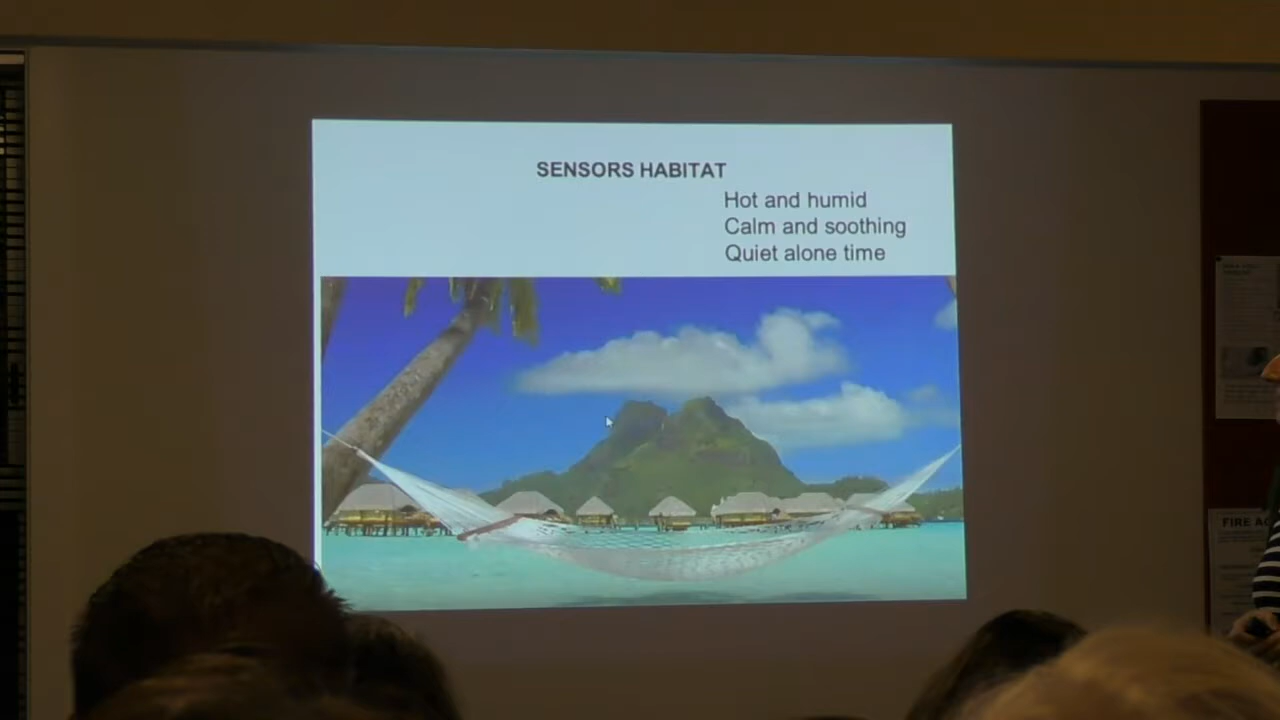 SENSORS HABITAT
Hot and humid
Calm and soothing
Quiet alone time
FIRE